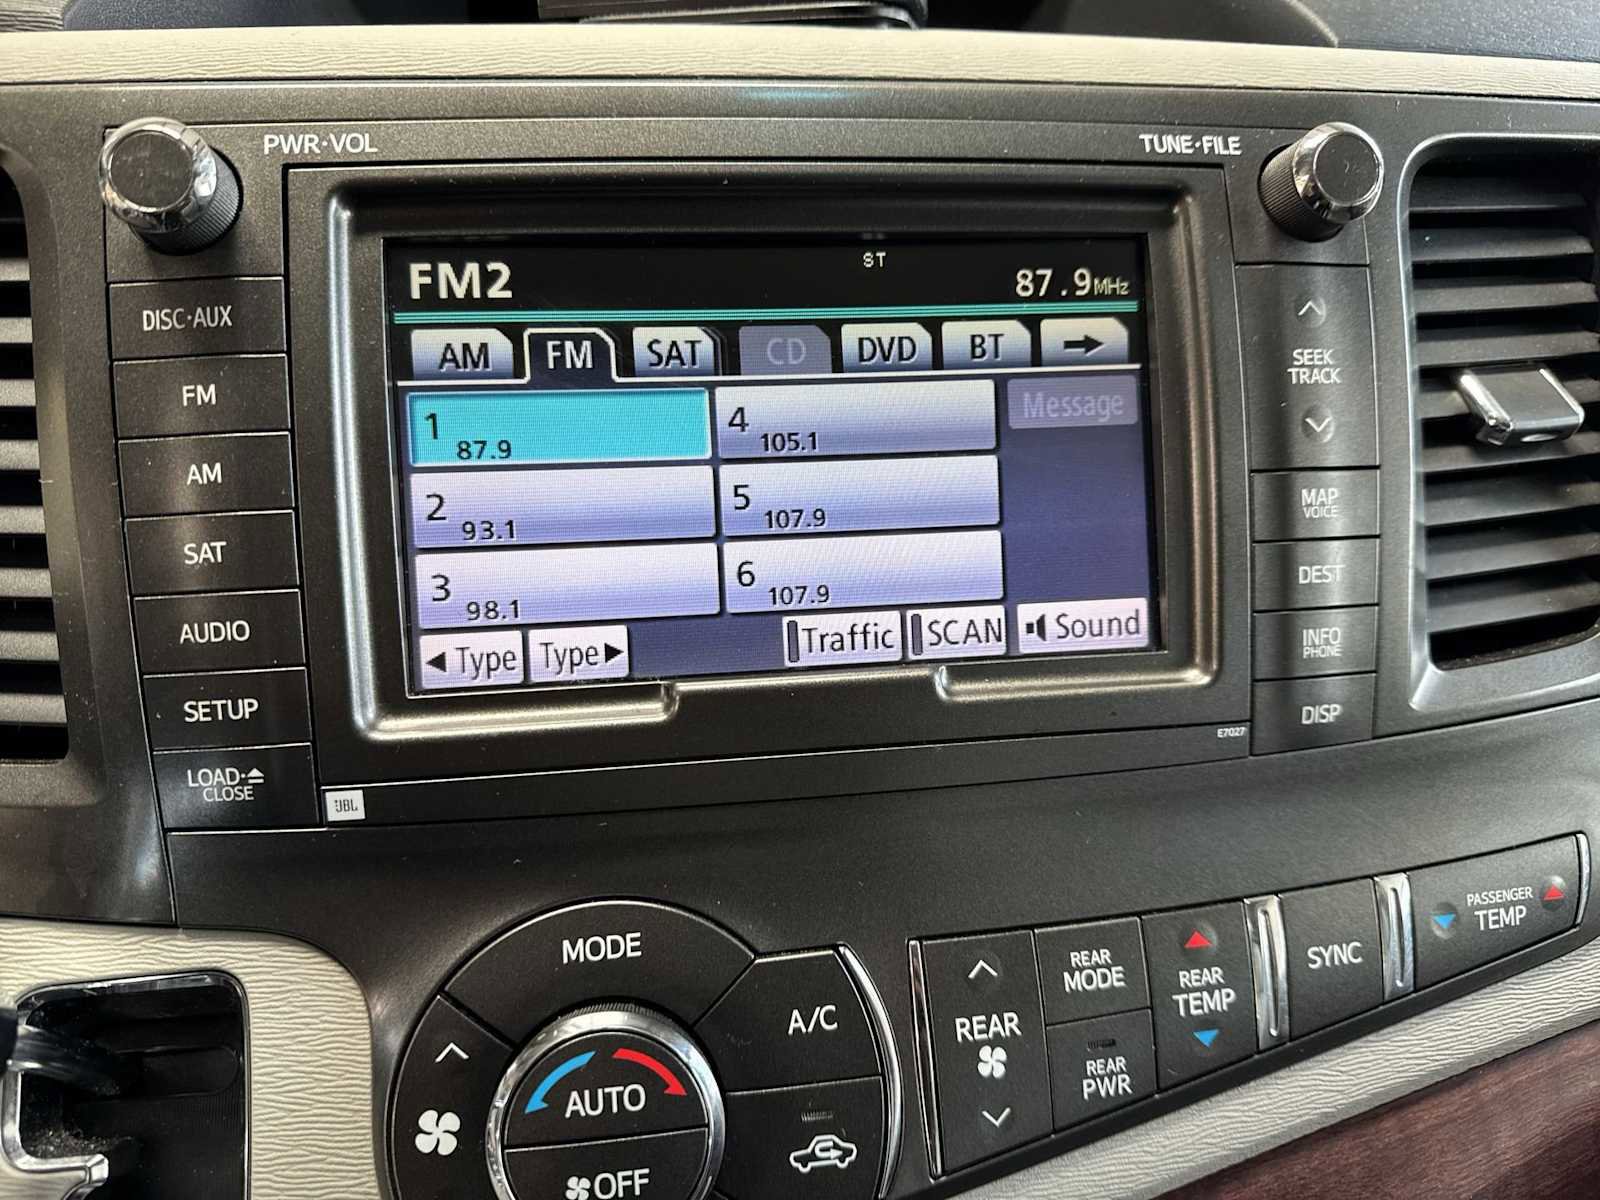 PWR·VOL
TUNE·FILE
DISC·AUX
FM
AM
SAT
AUDIO
SETUP
LOAD·⏏
CLOSE
JBL
FM2
ST
87.9MHz
AM
FM
SAT
CD
DVD
BT
1 87.9
2 93.1
3 98.1
4 105.1
5 107.9
6 107.9
Message
◀Type
Type▶
Traffic
SCAN
Sound
SEEK
TRACK
MAP
VOICE
DEST
INFO
PHONE
DISP
E7027
MODE
A/C
AUTO
OFF
REAR
REAR
MODE
REAR
PWR
REAR
TEMP
SYNC
PASSENGER
TEMP